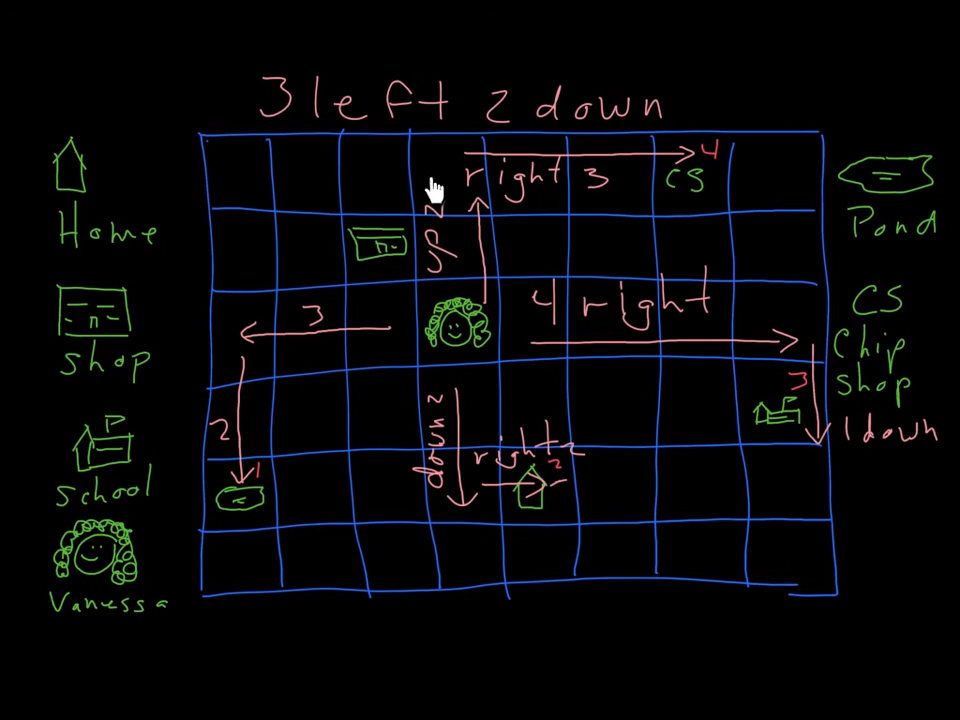 3 left 2 down
4
right 3
CS
Home
Pond
2 up
4 right
3
CS
Chip
shop
shop
3
P
1 down
2
down 2
right 2
2
P
1
school
Vanessa